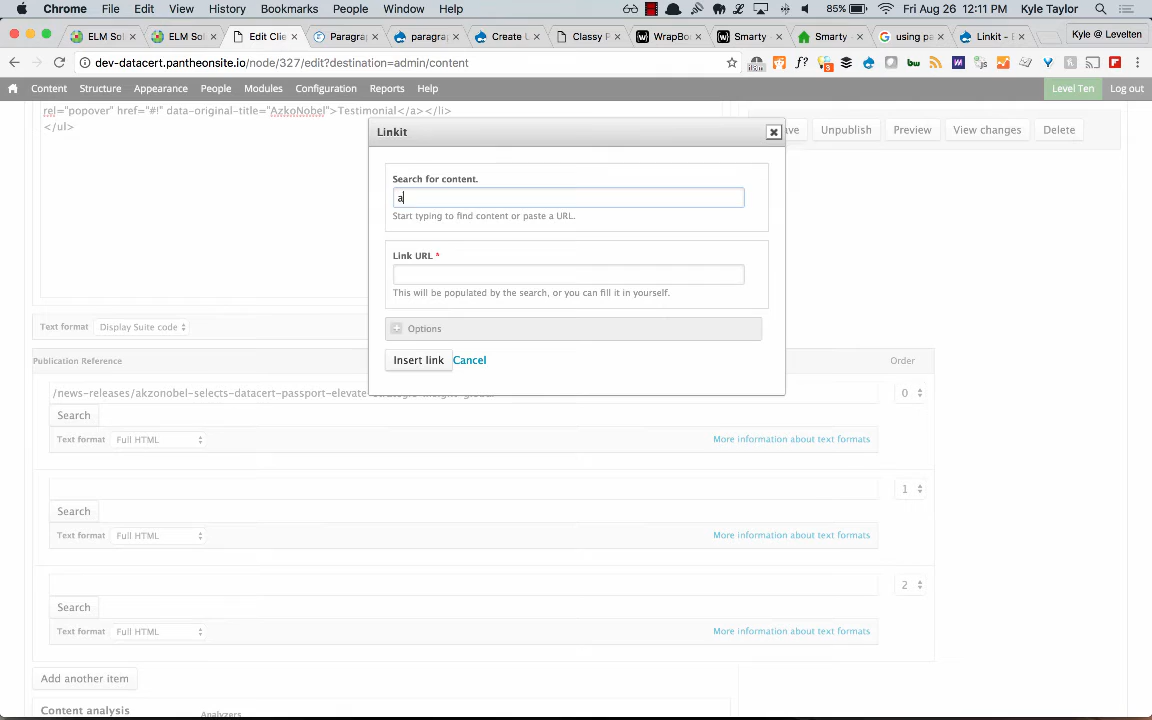 Chrome File Edit View History Bookmarks People Window Help 85% Fri Aug 26 12:11 PM Kyle Taylor
ELM Sol Č ELM Sol Edit Clie Paragra paragra Create U Classy P WrapBo Smarty Smarty using pa Linkit - E Kyle @ Levelten
dev-datacert.pantheonsite.io/node/327/edit?destination=admin/content
Content Structure Appearance People Modules Configuration Reports Help Level Ten Log out
rel="popover" href="#!" data-original-title="AzkoNobel">Testimonial</a></li>
</ul>
Linkit
Unpublish Preview View changes Delete
Search for content.
a
Start typing to find content or paste a URL.
Link URL *
This will be populated by the search, or you can fill it in yourself.
Text format Display Suite code
Options
Insert link Cancel
Publication Reference Order
/news-releases/akzonobel-selects-datacert-passport-elevate-strategic-insight-global 0
Search
Text format Full HTML More information about text formats
1
Search
Text format Full HTML More information about text formats
2
Search
Text format Full HTML More information about text formats
Add another item
Content analysis Analyzers